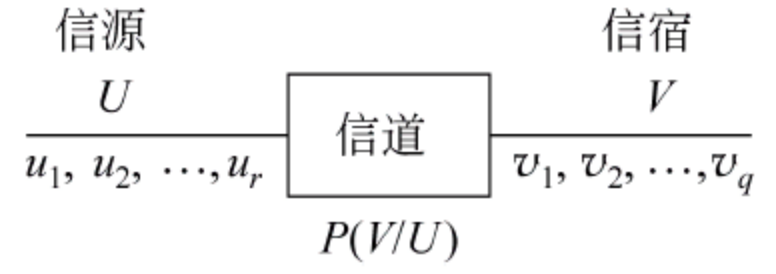 信源
U
u₁, u₂, …, uᵣ
信道
P(V/U)
信宿
V
v₁, v₂, …, v_q